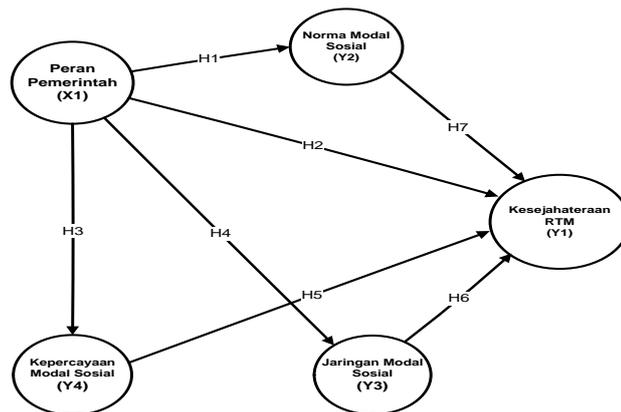 Norma Modal
Sosial
(Y2)
Peran
Pemerintah
(X1)
H1
H7
H2
Kesejahateraan
RTM
(Y1)
H3
H4
H5
H6
Kepercayaan
Modal Sosial
(Y4)
Jaringan Modal
Sosial
(Y3)